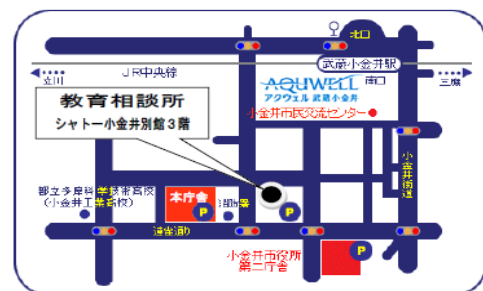 北口
武蔵小金井駅
立川
JR中央線
AQUWELL
アクウェル 武蔵小金井
南口
三鷹
教育相談所
シャトー小金井別館3階
小金井市民交流センター
小金井街道
都立多摩科学技術高校
(小金井工業高校)
本庁舎
P
消防署
P
連雀通り
小金井市役所
第二庁舎
P